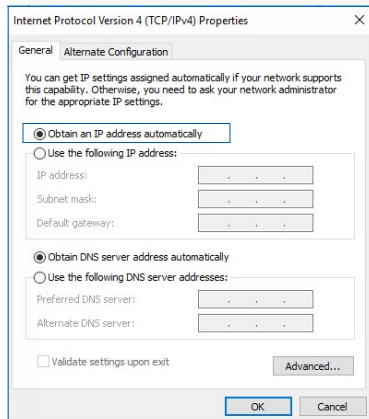 Internet Protocol Version 4 (TCP/IPv4) Properties
General
Alternate Configuration
You can get IP settings assigned automatically if your network supports
this capability. Otherwise, you need to ask your network administrator
for the appropriate IP settings.
Obtain an IP address automatically
Use the following IP address:
IP address:
Subnet mask:
Default gateway:
Obtain DNS server address automatically
Use the following DNS server addresses:
Preferred DNS server:
Alternate DNS server:
Validate settings upon exit
Advanced...
OK
Cancel